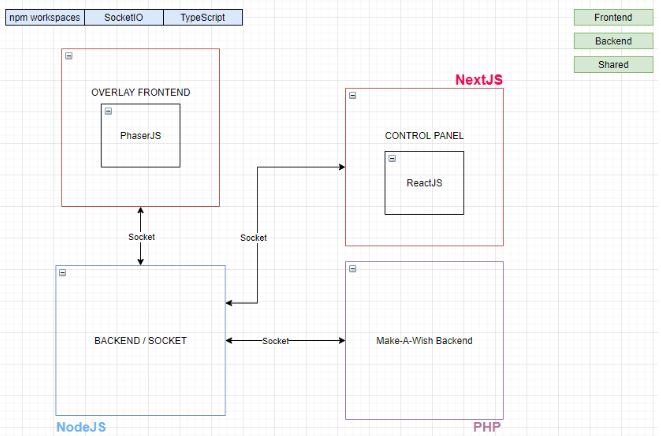 npm workspaces
SocketIO
TypeScript
Frontend
Backend
Shared
OVERLAY FRONTEND
PhaserJS
NextJS
CONTROL PANEL
ReactJS
Socket
Socket
BACKEND / SOCKET
Socket
Make-A-Wish Backend
NodeJS
PHP